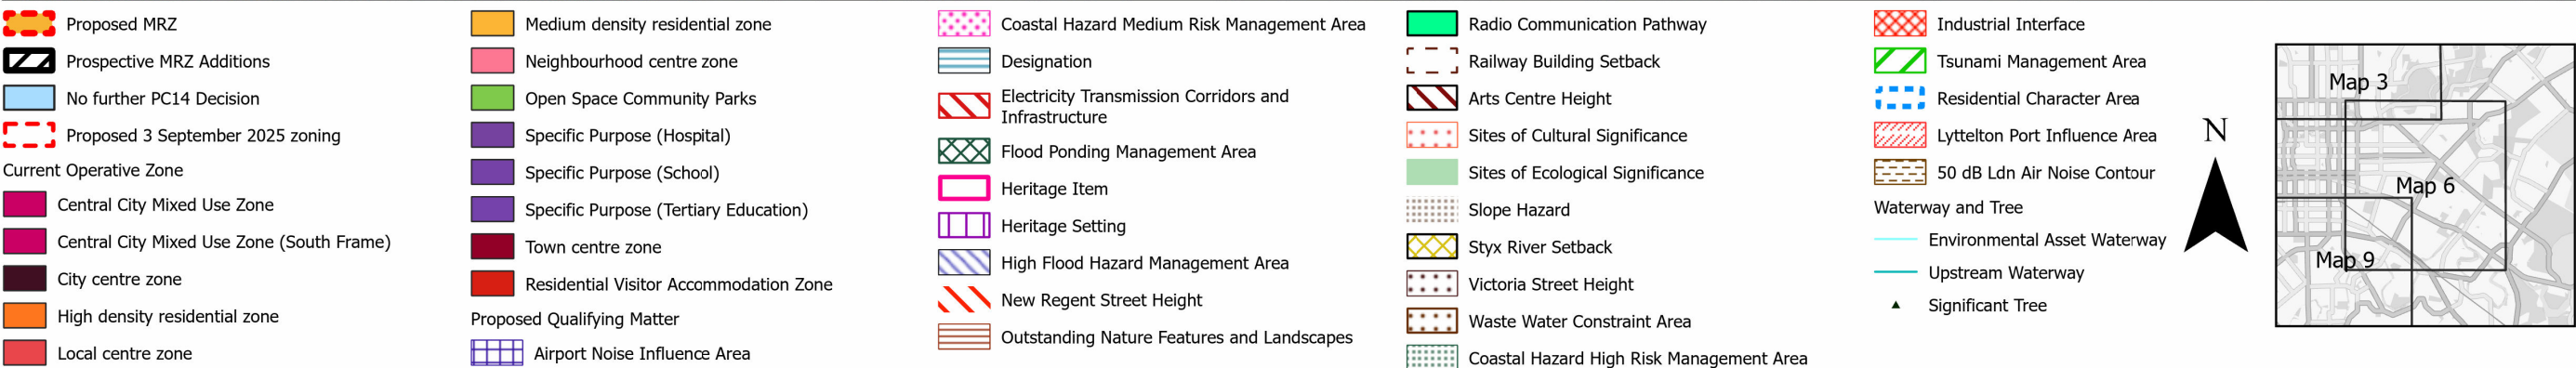 Proposed MRZ
Prospective MRZ Additions
No further PC14 Decision
Proposed 3 September 2025 zoning
Current Operative Zone
Central City Mixed Use Zone
Central City Mixed Use Zone (South Frame)
City centre zone
High density residential zone
Local centre zone
Medium density residential zone
Neighbourhood centre zone
Open Space Community Parks
Specific Purpose (Hospital)
Specific Purpose (School)
Specific Purpose (Tertiary Education)
Town centre zone
Residential Visitor Accommodation Zone
Proposed Qualifying Matter
Airport Noise Influence Area
Coastal Hazard Medium Risk Management Area
Designation
Electricity Transmission Corridors and
Infrastructure
Flood Ponding Management Area
Heritage Item
Heritage Setting
High Flood Hazard Management Area
New Regent Street Height
Outstanding Nature Features and Landscapes
Radio Communication Pathway
Railway Building Setback
Arts Centre Height
Sites of Cultural Significance
Sites of Ecological Significance
Slope Hazard
Styx River Setback
Victoria Street Height
Waste Water Constraint Area
Coastal Hazard High Risk Management Area
Industrial Interface
Tsunami Management Area
Residential Character Area
Lyttelton Port Influence Area
50 dB Ldn Air Noise Contour
Waterway and Tree
Environmental Asset Waterway
Upstream Waterway
Significant Tree
N
Map 3
Map 6
Map 9